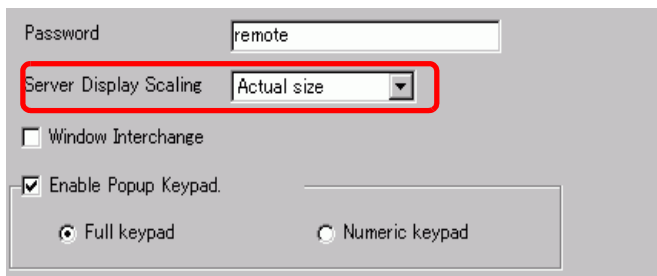 Password remote
Server Display Scaling Actual size
Window Interchange
Enable Popup Keypad.
Full keypad Numeric keypad